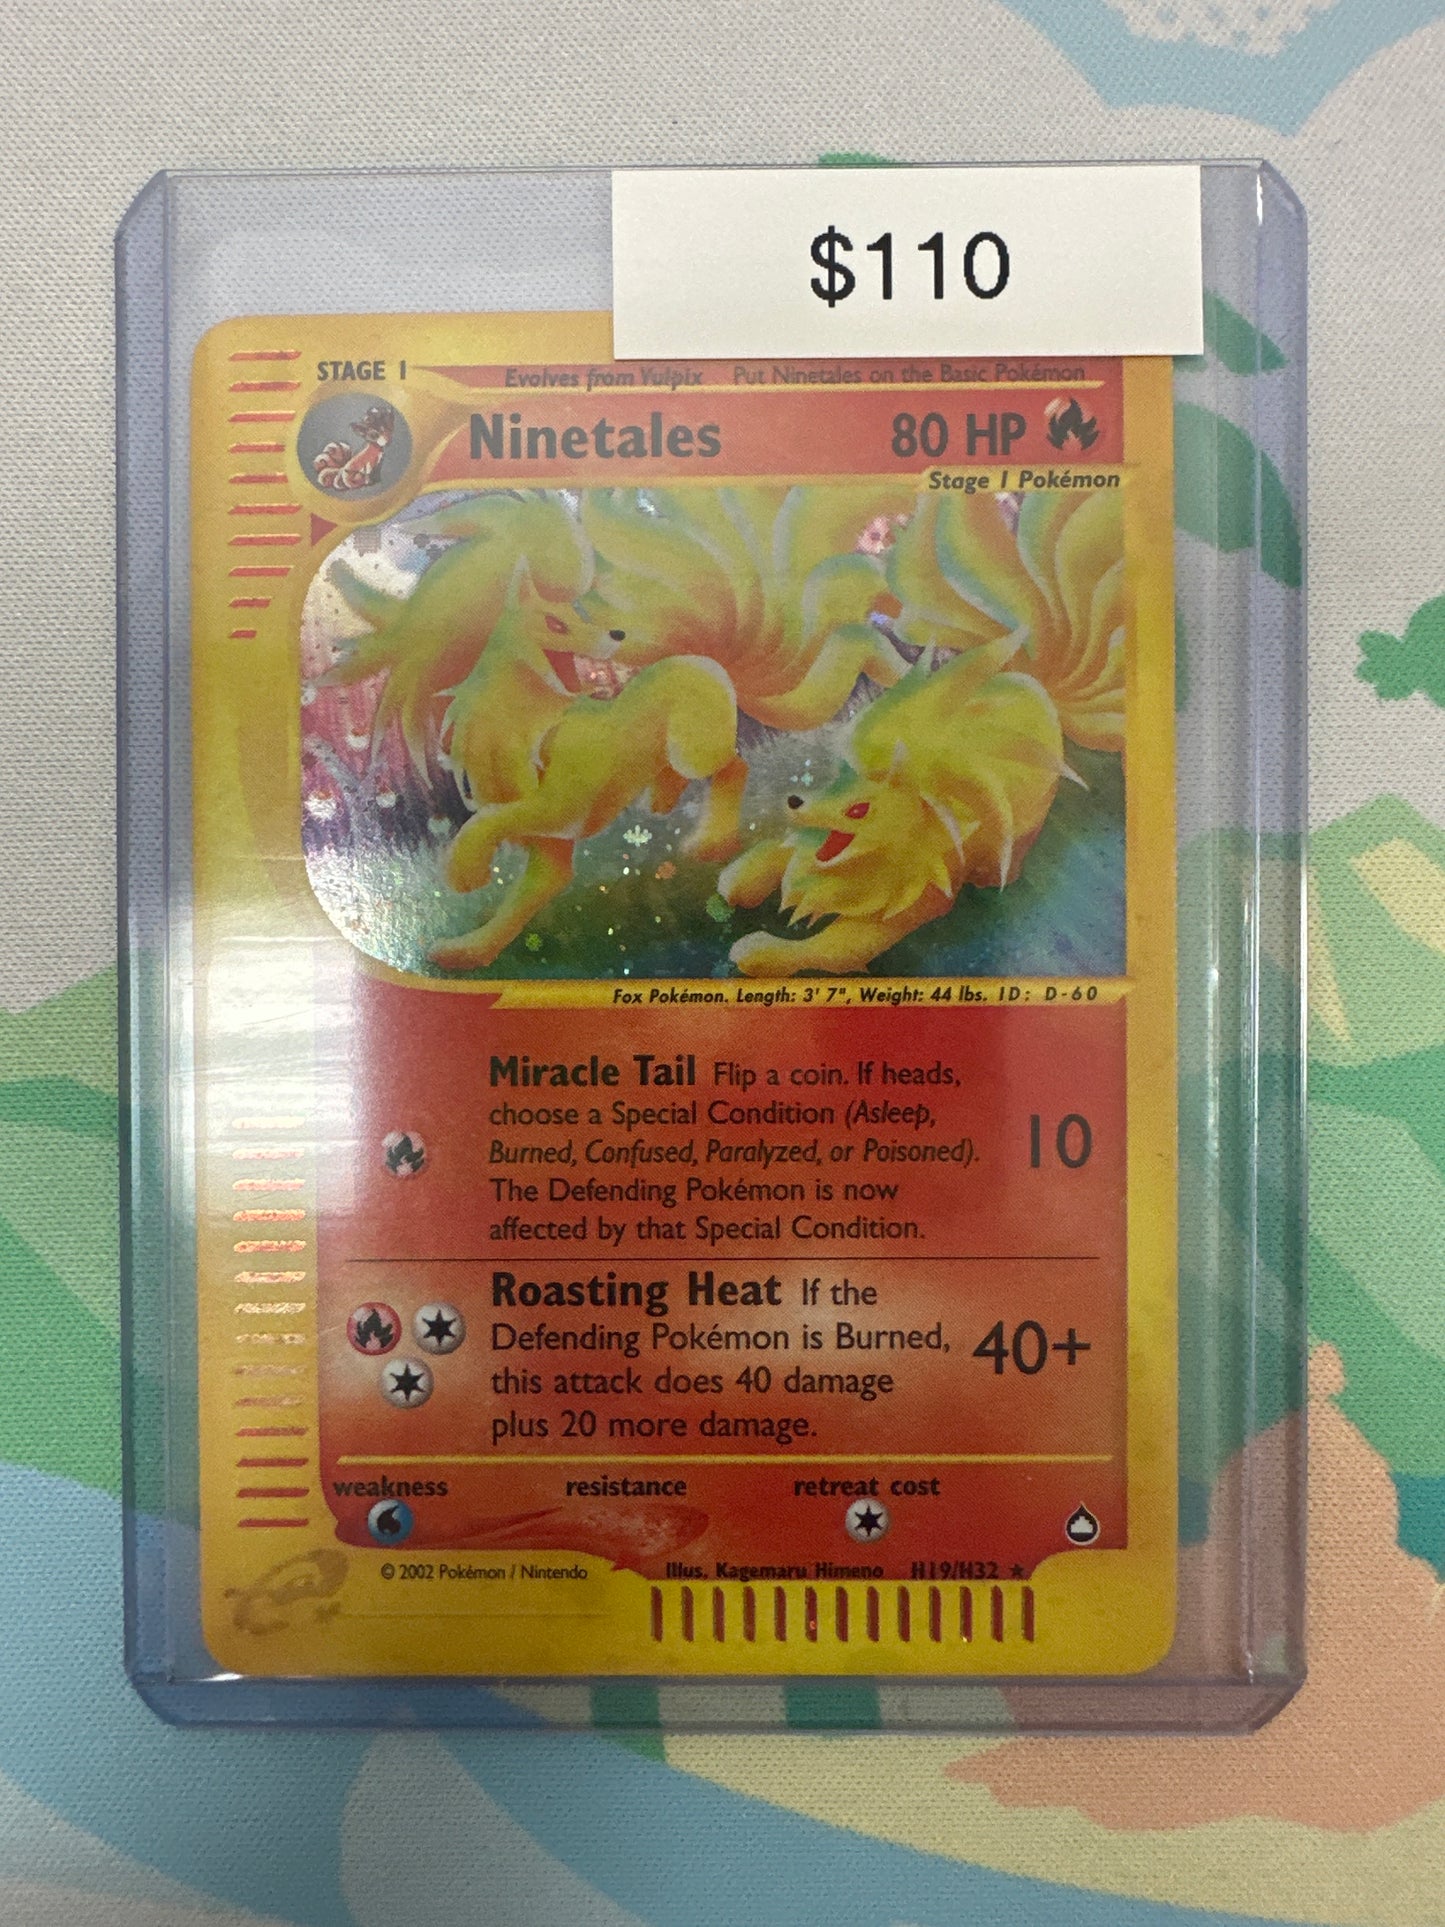 $110
STAGE 1
Evolves from Vulpix Put Ninetales on the Basic Pokémon
Ninetales 80 HP
Stage 1 Pokémon
Fox Pokémon. Length: 3' 7", Weight: 44 lbs. ID: D-60
Miracle Tail Flip a coin. If heads,
choose a Special Condition (Asleep,
Burned, Confused, Paralyzed, or Poisoned).
The Defending Pokémon is now
affected by that Special Condition.
10
Roasting Heat If the
Defending Pokémon is Burned,
this attack does 40 damage
plus 20 more damage.
40+
weakness resistance retreat cost
© 2002 Pokémon / Nintendo Illus. Kagemaru Himeno H19/H32 ★